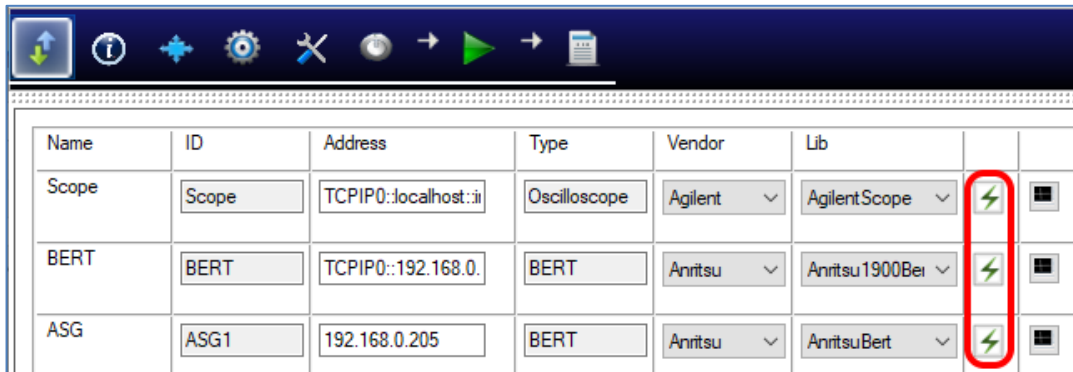 Name ID Address Type Vendor Lib
Scope Scope TCPIP0::localhost::i Oscilloscope Agilent AgilentScope
BERT BERT TCPIP0::192.168.0. BERT Anritsu Anritsu1900Be
ASG ASG1 192.168.0.205 BERT Anritsu AnritsuBert